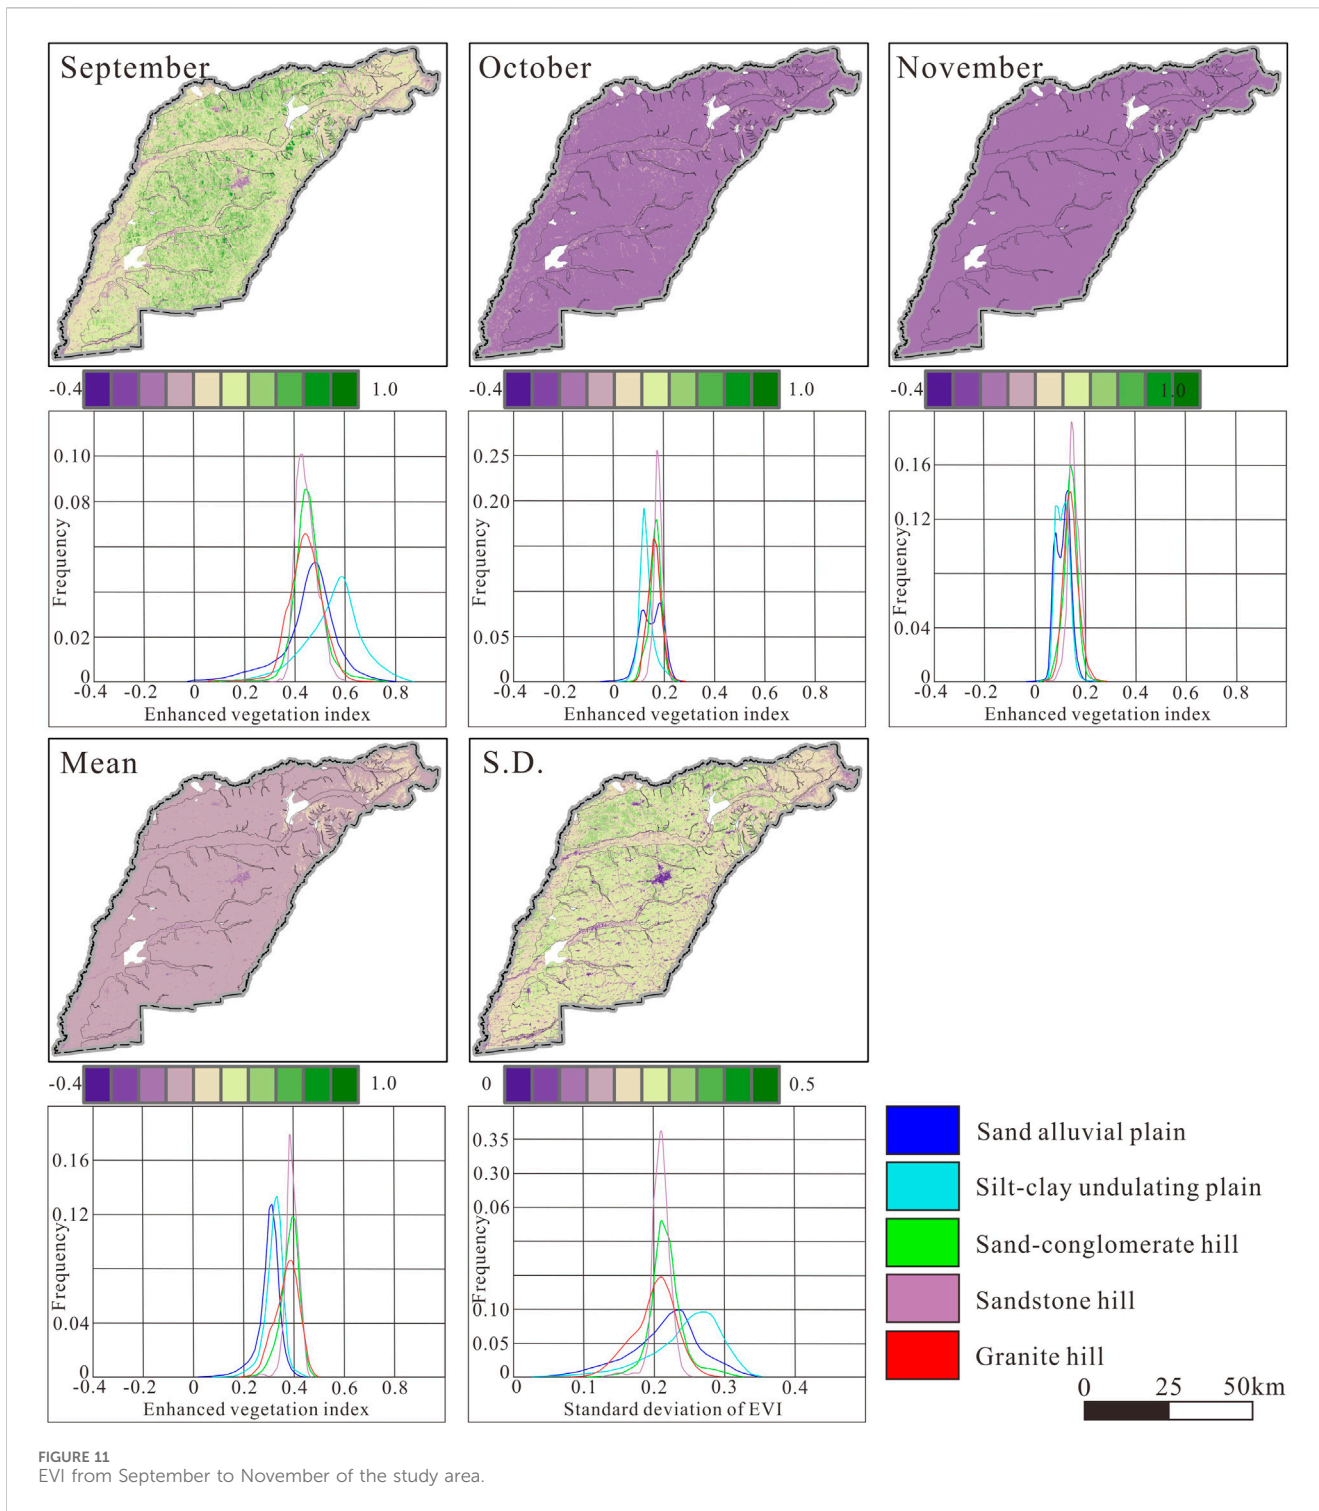 September
October
November
-0.4 1.0
-0.4 1.0
-0.4 1.0
0.10
0.08
0.02
0
Frequency
-0.4 -0.2 0 0.2 0.4 0.6 0.8
Enhanced vegetation index
0.25
0.20
0.05
0
Frequency
-0.4 -0.2 0 0.2 0.4 0.6 0.8
Enhanced vegetation index
0.16
0.12
0.04
0
Frequency
-0.4 -0.2 0 0.2 0.4 0.6 0.8
Enhanced vegetation index
Mean
S.D.
-0.4 1.0
0 0.5
0.16
0.12
0.04
0
Frequency
-0.4 -0.2 0 0.2 0.4 0.6 0.8
Enhanced vegetation index
0.35
0.30
0.06
0.10
0.05
0
Frequency
0 0.1 0.2 0.3 0.4
Standard deviation of EVI
Sand alluvial plain
Silt-clay undulating plain
Sand-conglomerate hill
Sandstone hill
Granite hill
0 25 50km
FIGURE 11
EVI from September to November of the study area.